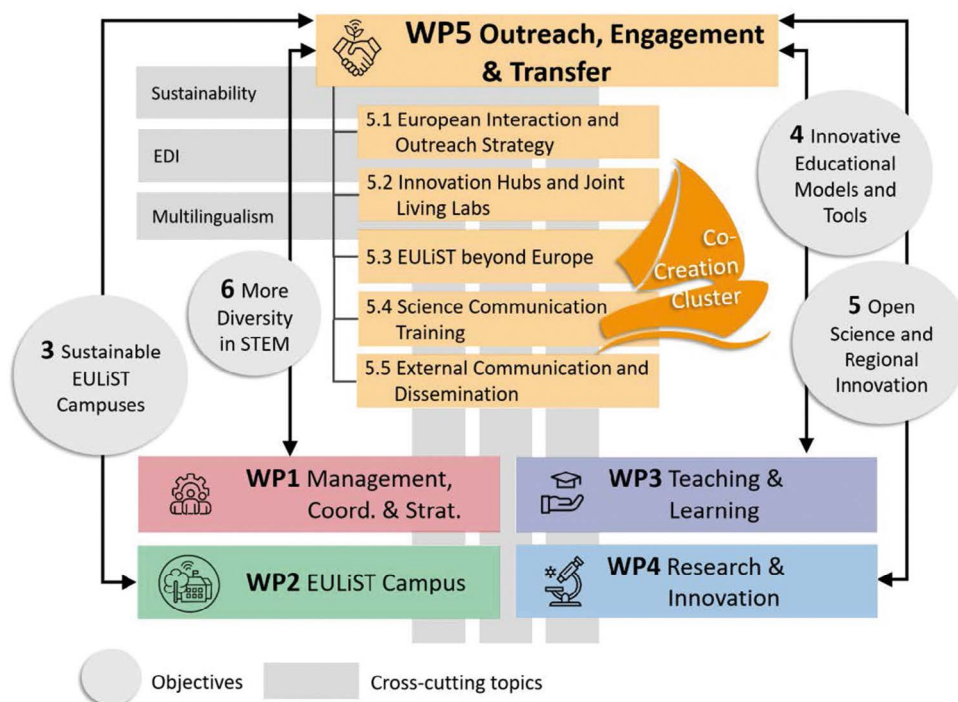 WP5 Outreach, Engagement
& Transfer
Sustainability
EDI
Multilingualism
5.1 European Interaction and
Outreach Strategy
5.2 Innovation Hubs and Joint
Living Labs
5.3 EULiST beyond Europe
5.4 Science Communication
Training
5.5 External Communication and
Dissemination
Co-
Creation
Cluster
4 Innovative
Educational
Models and
Tools
6 More
Diversity
in STEM
3 Sustainable
EULiST
Campuses
5 Open
Science and
Regional
Innovation
WP1 Management,
Coord. & Strat.
WP3 Teaching &
Learning
WP2 EULiST Campus
WP4 Research &
Innovation
Objectives
Cross-cutting topics